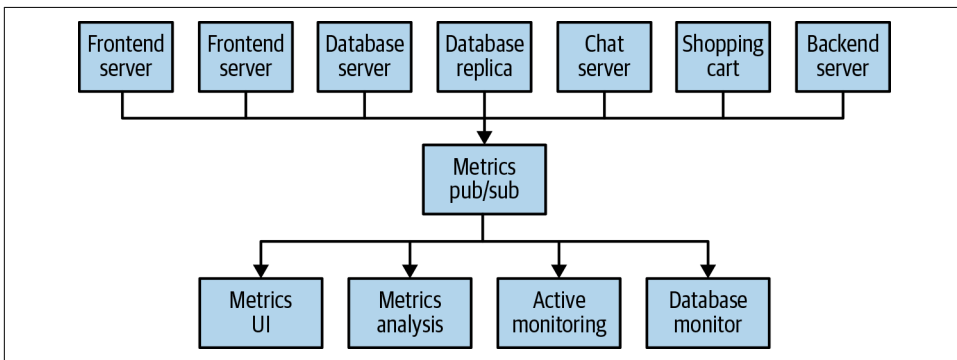 Frontend
server
Frontend
server
Database
server
Database
replica
Chat
server
Shopping
cart
Backend
server
Metrics
pub/sub
Metrics
UI
Metrics
analysis
Active
monitoring
Database
monitor